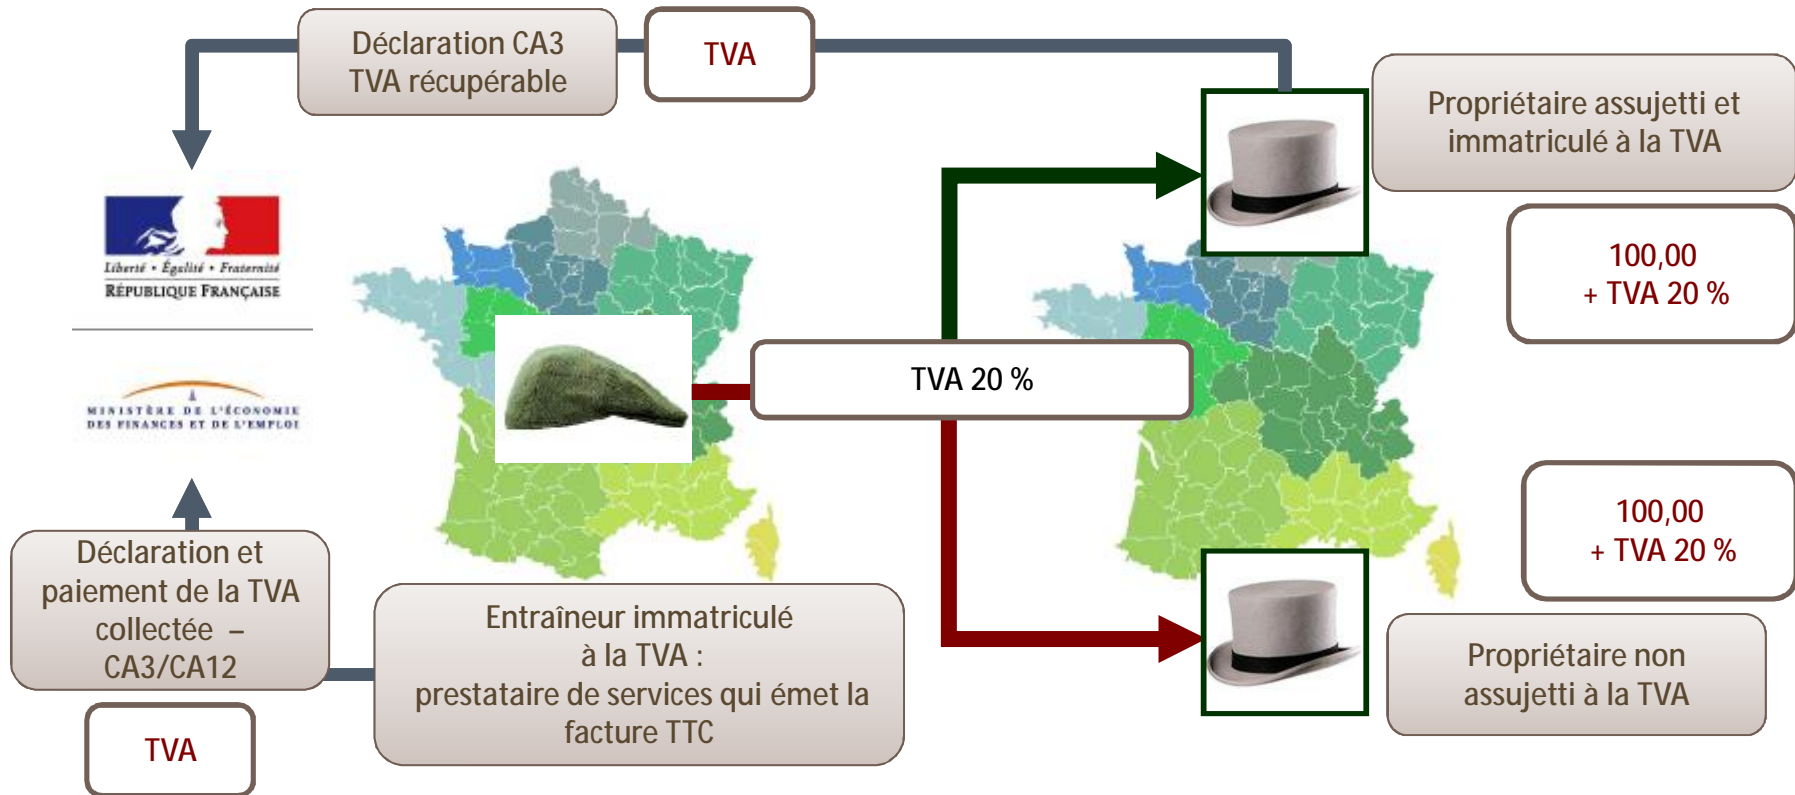 Déclaration CA3
TVA récupérable
TVA
Propriétaire assujetti et
immatriculé à la TVA
Liberté • Égalité • Fraternité
RÉPUBLIQUE FRANÇAISE
100,00
+ TVA 20 %
TVA 20 %
MINISTÈRE DE L'ÉCONOMIE
DES FINANCES ET DE L'EMPLOI
100,00
+ TVA 20 %
Déclaration et
paiement de la TVA
collectée –
CA3/CA12
Entraîneur immatriculé
à la TVA :
prestataire de services qui émet la
facture TTC
Propriétaire non
assujetti à la TVA
TVA